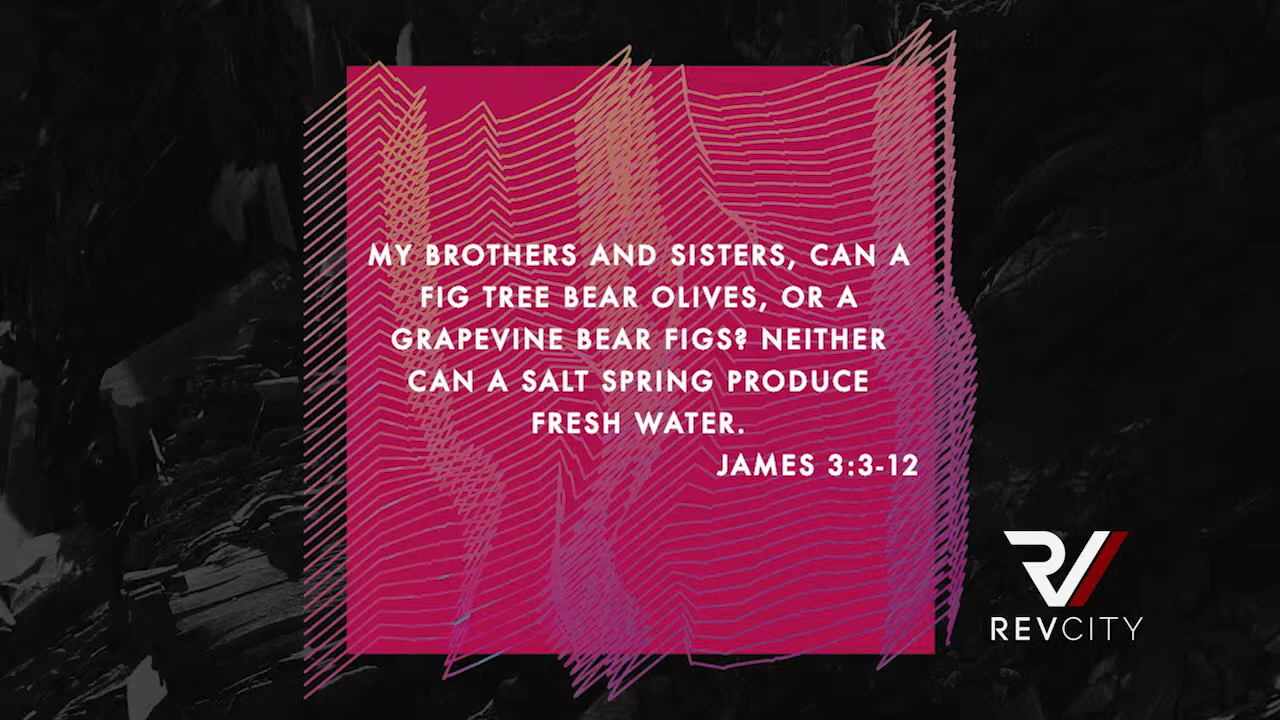 MY BROTHERS AND SISTERS, CAN A
FIG TREE BEAR OLIVES, OR A
GRAPEVINE BEAR FIGS? NEITHER
CAN A SALT SPRING PRODUCE
FRESH WATER.
JAMES 3:3-12
RV
REVCITY